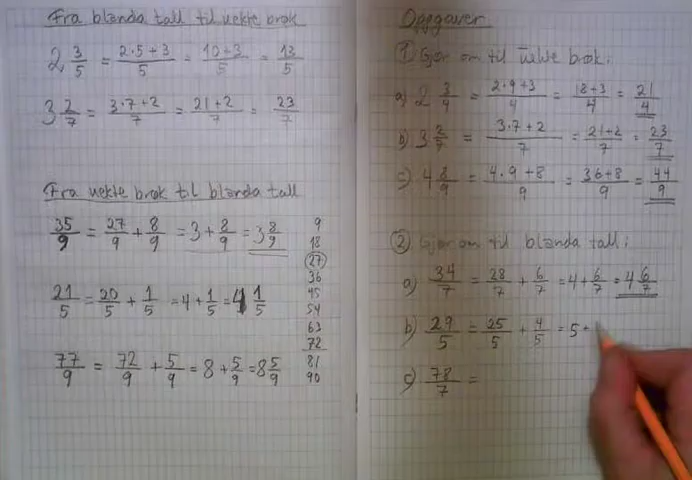 Fra blanda tall til uekte brøk
2 3/5 = (2·5+3)/5 = (10+3)/5 = 13/5
3 2/7 = (3·7+2)/7 = (21+2)/7 = 23/7
Fra uekte brøk til blanda tall
35/9 = 27/9 + 8/9 = 3 + 8/9 = 3 8/9
21/5 = 20/5 + 1/5 = 4 + 1/5 = 4 1/5
77/9 = 72/9 + 5/9 = 8 + 5/9 = 8 5/9
9
18
27
36
45
54
63
72
81
90
Oppgaver
1) Gjør om til uekte brøk:
a) 2 3/4 = (2·9+3)/4 = (18+3)/4 = 21/4
b) 3 2/7 = (3·7+2)/7 = (21+2)/7 = 23/7
c) 4 8/9 = (4·9+8)/9 = (36+8)/9 = 44/9
2) Gjør om til blanda tall:
a) 34/7 = 28/7 + 6/7 = 4 + 6/7 = 4 6/7
b) 29/5 = 25/5 + 4/5 = 5 +
c) 78/7 =